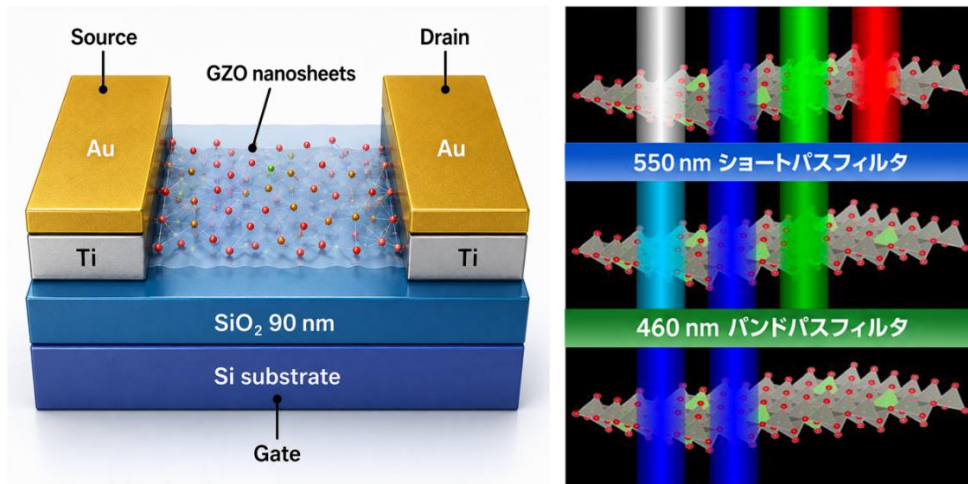 Source
Drain
GZO nanosheets
Au
Au
Ti
Ti
SiO₂ 90 nm
Si substrate
Gate
550 nm ショートパスフィルタ
460 nm バンドパスフィルタ